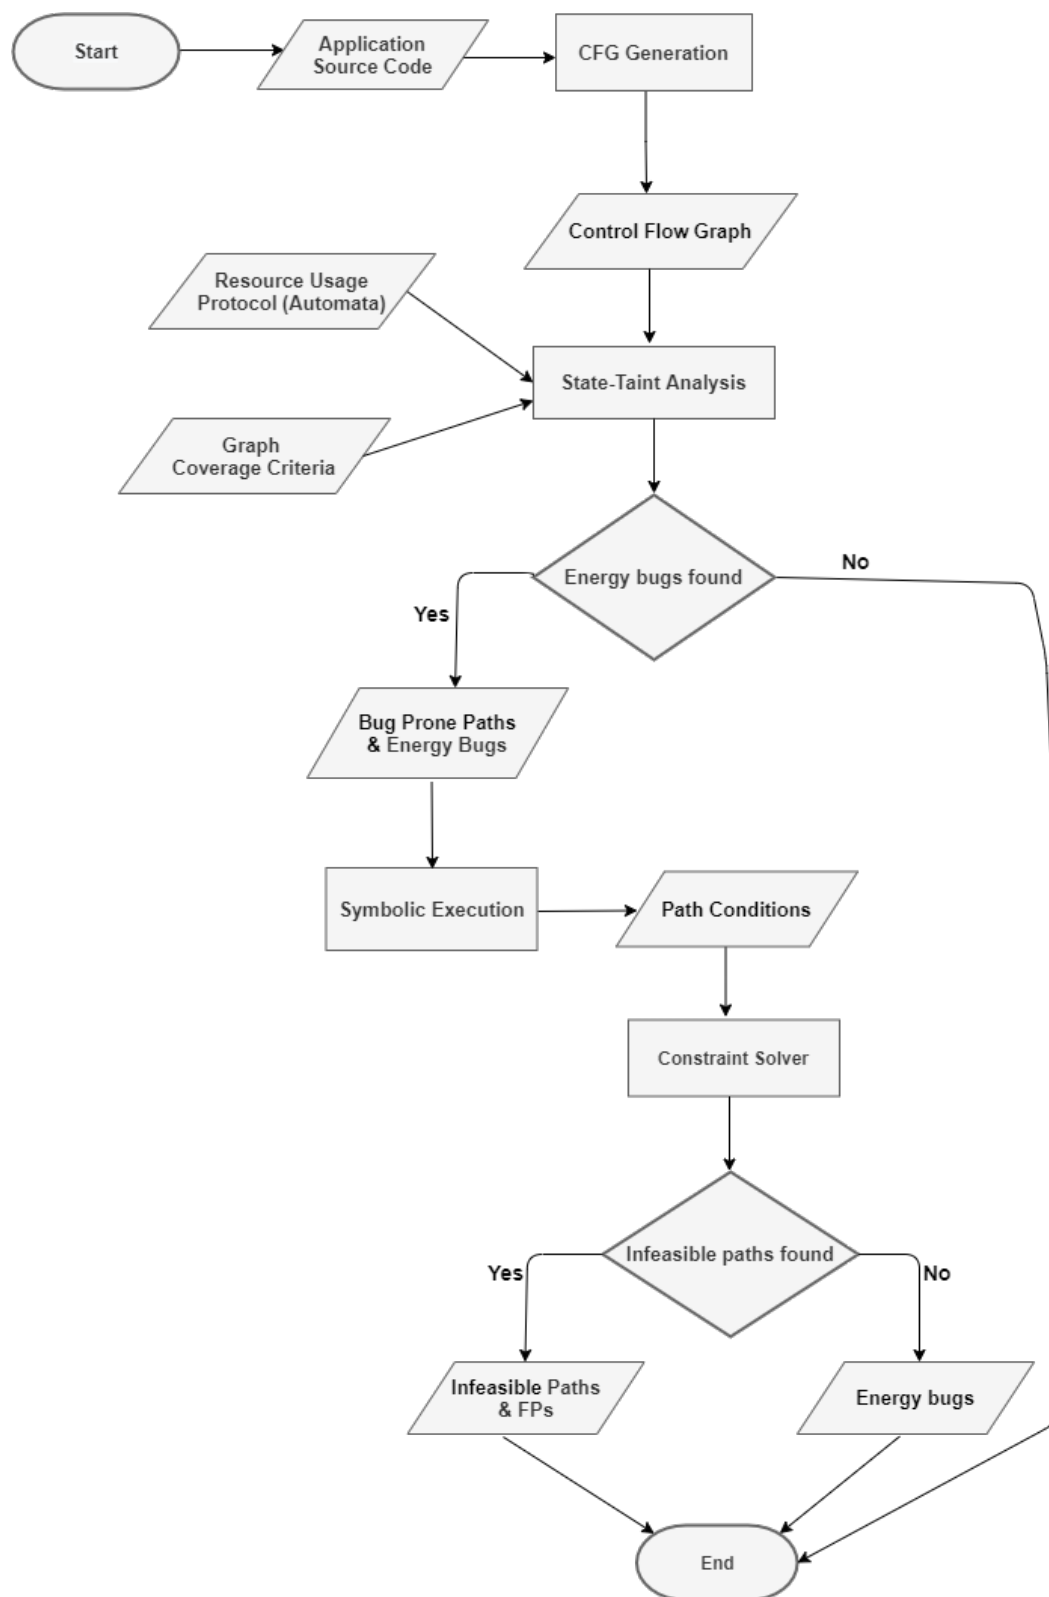 Start
Application
Source Code
CFG Generation
Control Flow Graph
Resource Usage
Protocol (Automata)
State-Taint Analysis
Graph
Coverage Criteria
Energy bugs found
No
Yes
Bug Prone Paths
& Energy Bugs
Symbolic Execution
Path Conditions
Constraint Solver
Infeasible paths found
Yes
No
Infeasible Paths
& FPs
Energy bugs
End